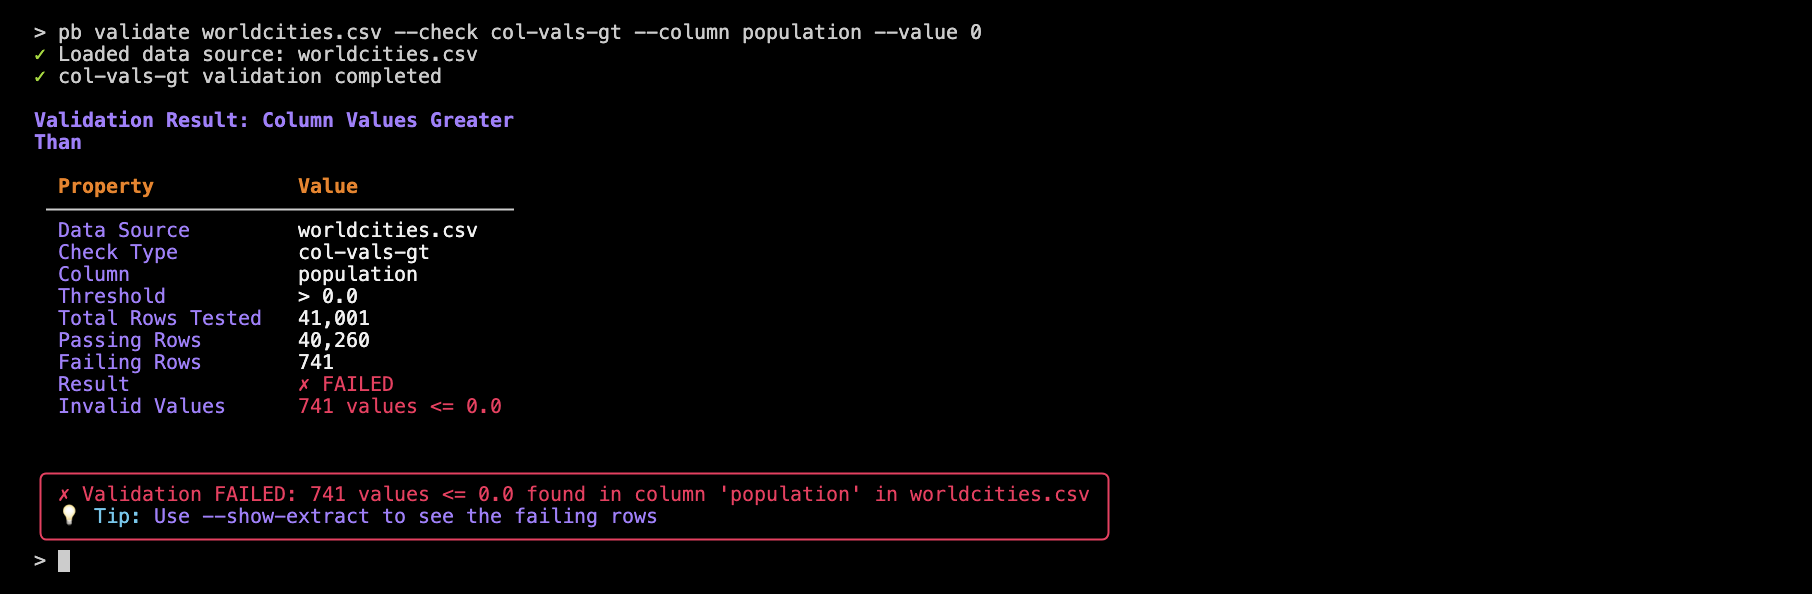 > pb validate worldcities.csv --check col-vals-gt --column population --value 0
✓ Loaded data source: worldcities.csv
✓ col-vals-gt validation completed
Validation Result: Column Values Greater
Than
Property Value
Data Source worldcities.csv
Check Type col-vals-gt
Column population
Threshold > 0.0
Total Rows Tested 41,001
Passing Rows 40,260
Failing Rows 741
Result ✗ FAILED
Invalid Values 741 values <= 0.0
✗ Validation FAILED: 741 values <= 0.0 found in column 'population' in worldcities.csv
💡 Tip: Use --show-extract to see the failing rows
>